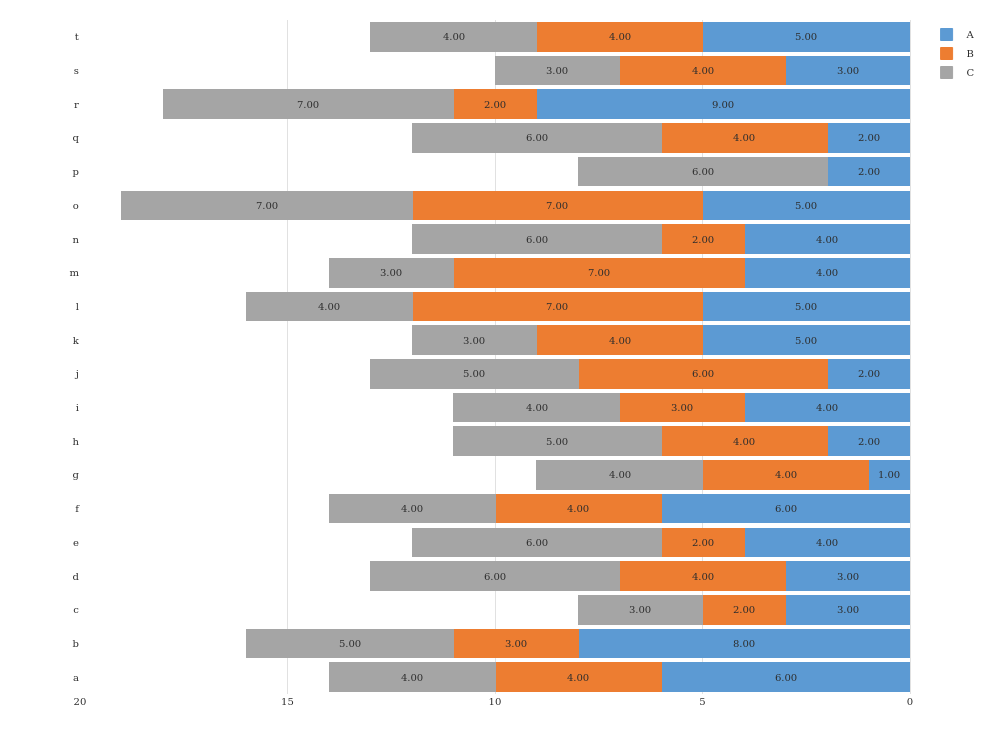 t 4.00 4.00 5.00 A
s 3.00 4.00 3.00 B
C
r 7.00 2.00 9.00
q 6.00 4.00 2.00
p 6.00 2.00
o 7.00 7.00 5.00
n 6.00 2.00 4.00
m 3.00 7.00 4.00
l 4.00 7.00 5.00
k 3.00 4.00 5.00
j 5.00 6.00 2.00
i 4.00 3.00 4.00
h 5.00 4.00 2.00
g 4.00 4.00 1.00
f 4.00 4.00 6.00
e 6.00 2.00 4.00
d 6.00 4.00 3.00
c 3.00 2.00 3.00
b 5.00 3.00 8.00
a 4.00 4.00 6.00
20 15 10 5 0